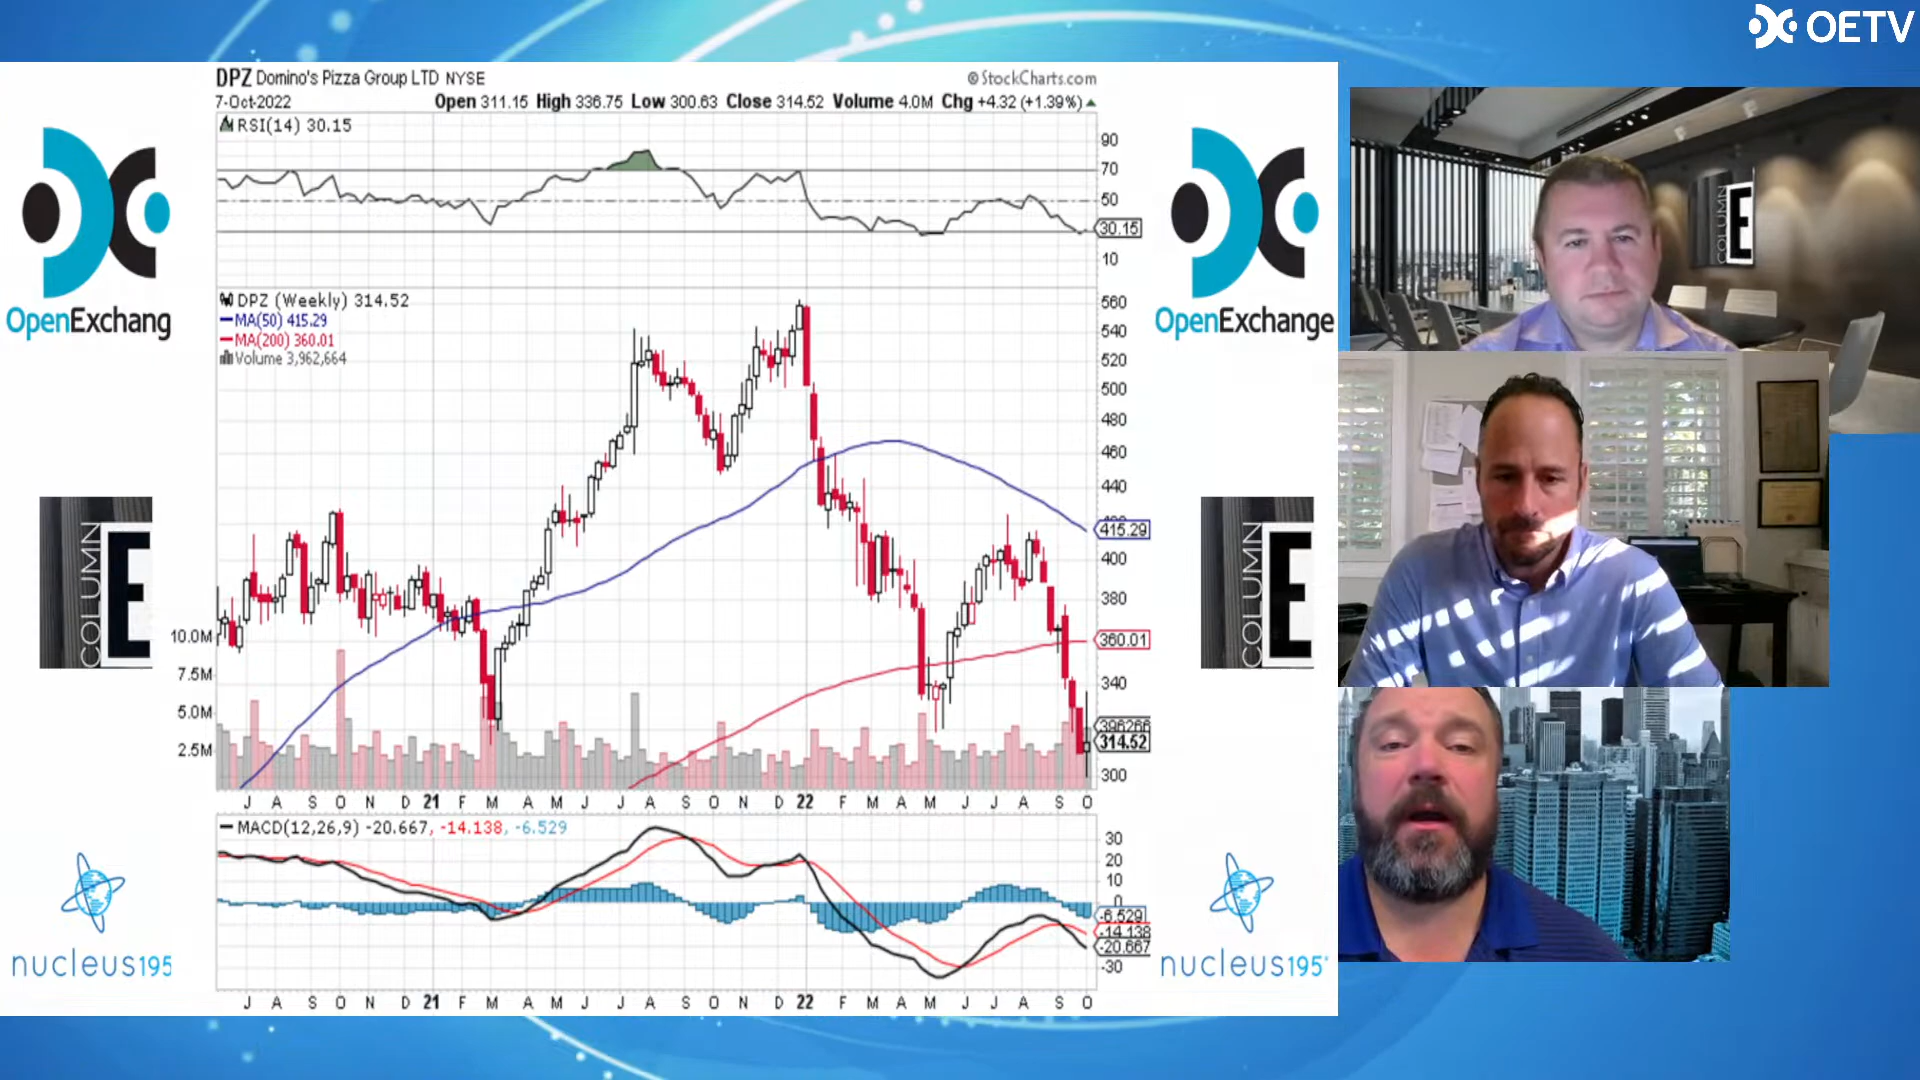 OETV
DPZ Domino's Pizza Group LTD NYSE
© StockCharts.com
7-Oct-2022
Open 311.15 High 336.75 Low 300.63 Close 314.52 Volume 4.0M Chg +4.32 (+1.39%)
RSI(14) 30.15
90
70
50
30.15
10
OpenExchang
OpenExchange
DPZ (Weekly) 314.52
MA(50) 415.29
MA(200) 360.01
Volume 3,962,664
560
540
520
500
480
460
440
415.29
400
380
360.01
340
314.52
300
10.0M
7.5M
5.0M
2.5M
J A S O N D 21 F M A M J J A S O N D 22 F M A M J J A S O
COLUMN E
COLUMN E
COLUMN E
MACD(12,26,9) -20.667, -14.138, -6.529
30
20
10
0
-6.529
-14.138
-20.667
-30
J A S O N D 21 F M A M J J A S O N D 22 F M A M J J A S O
nucleus195
nucleus195